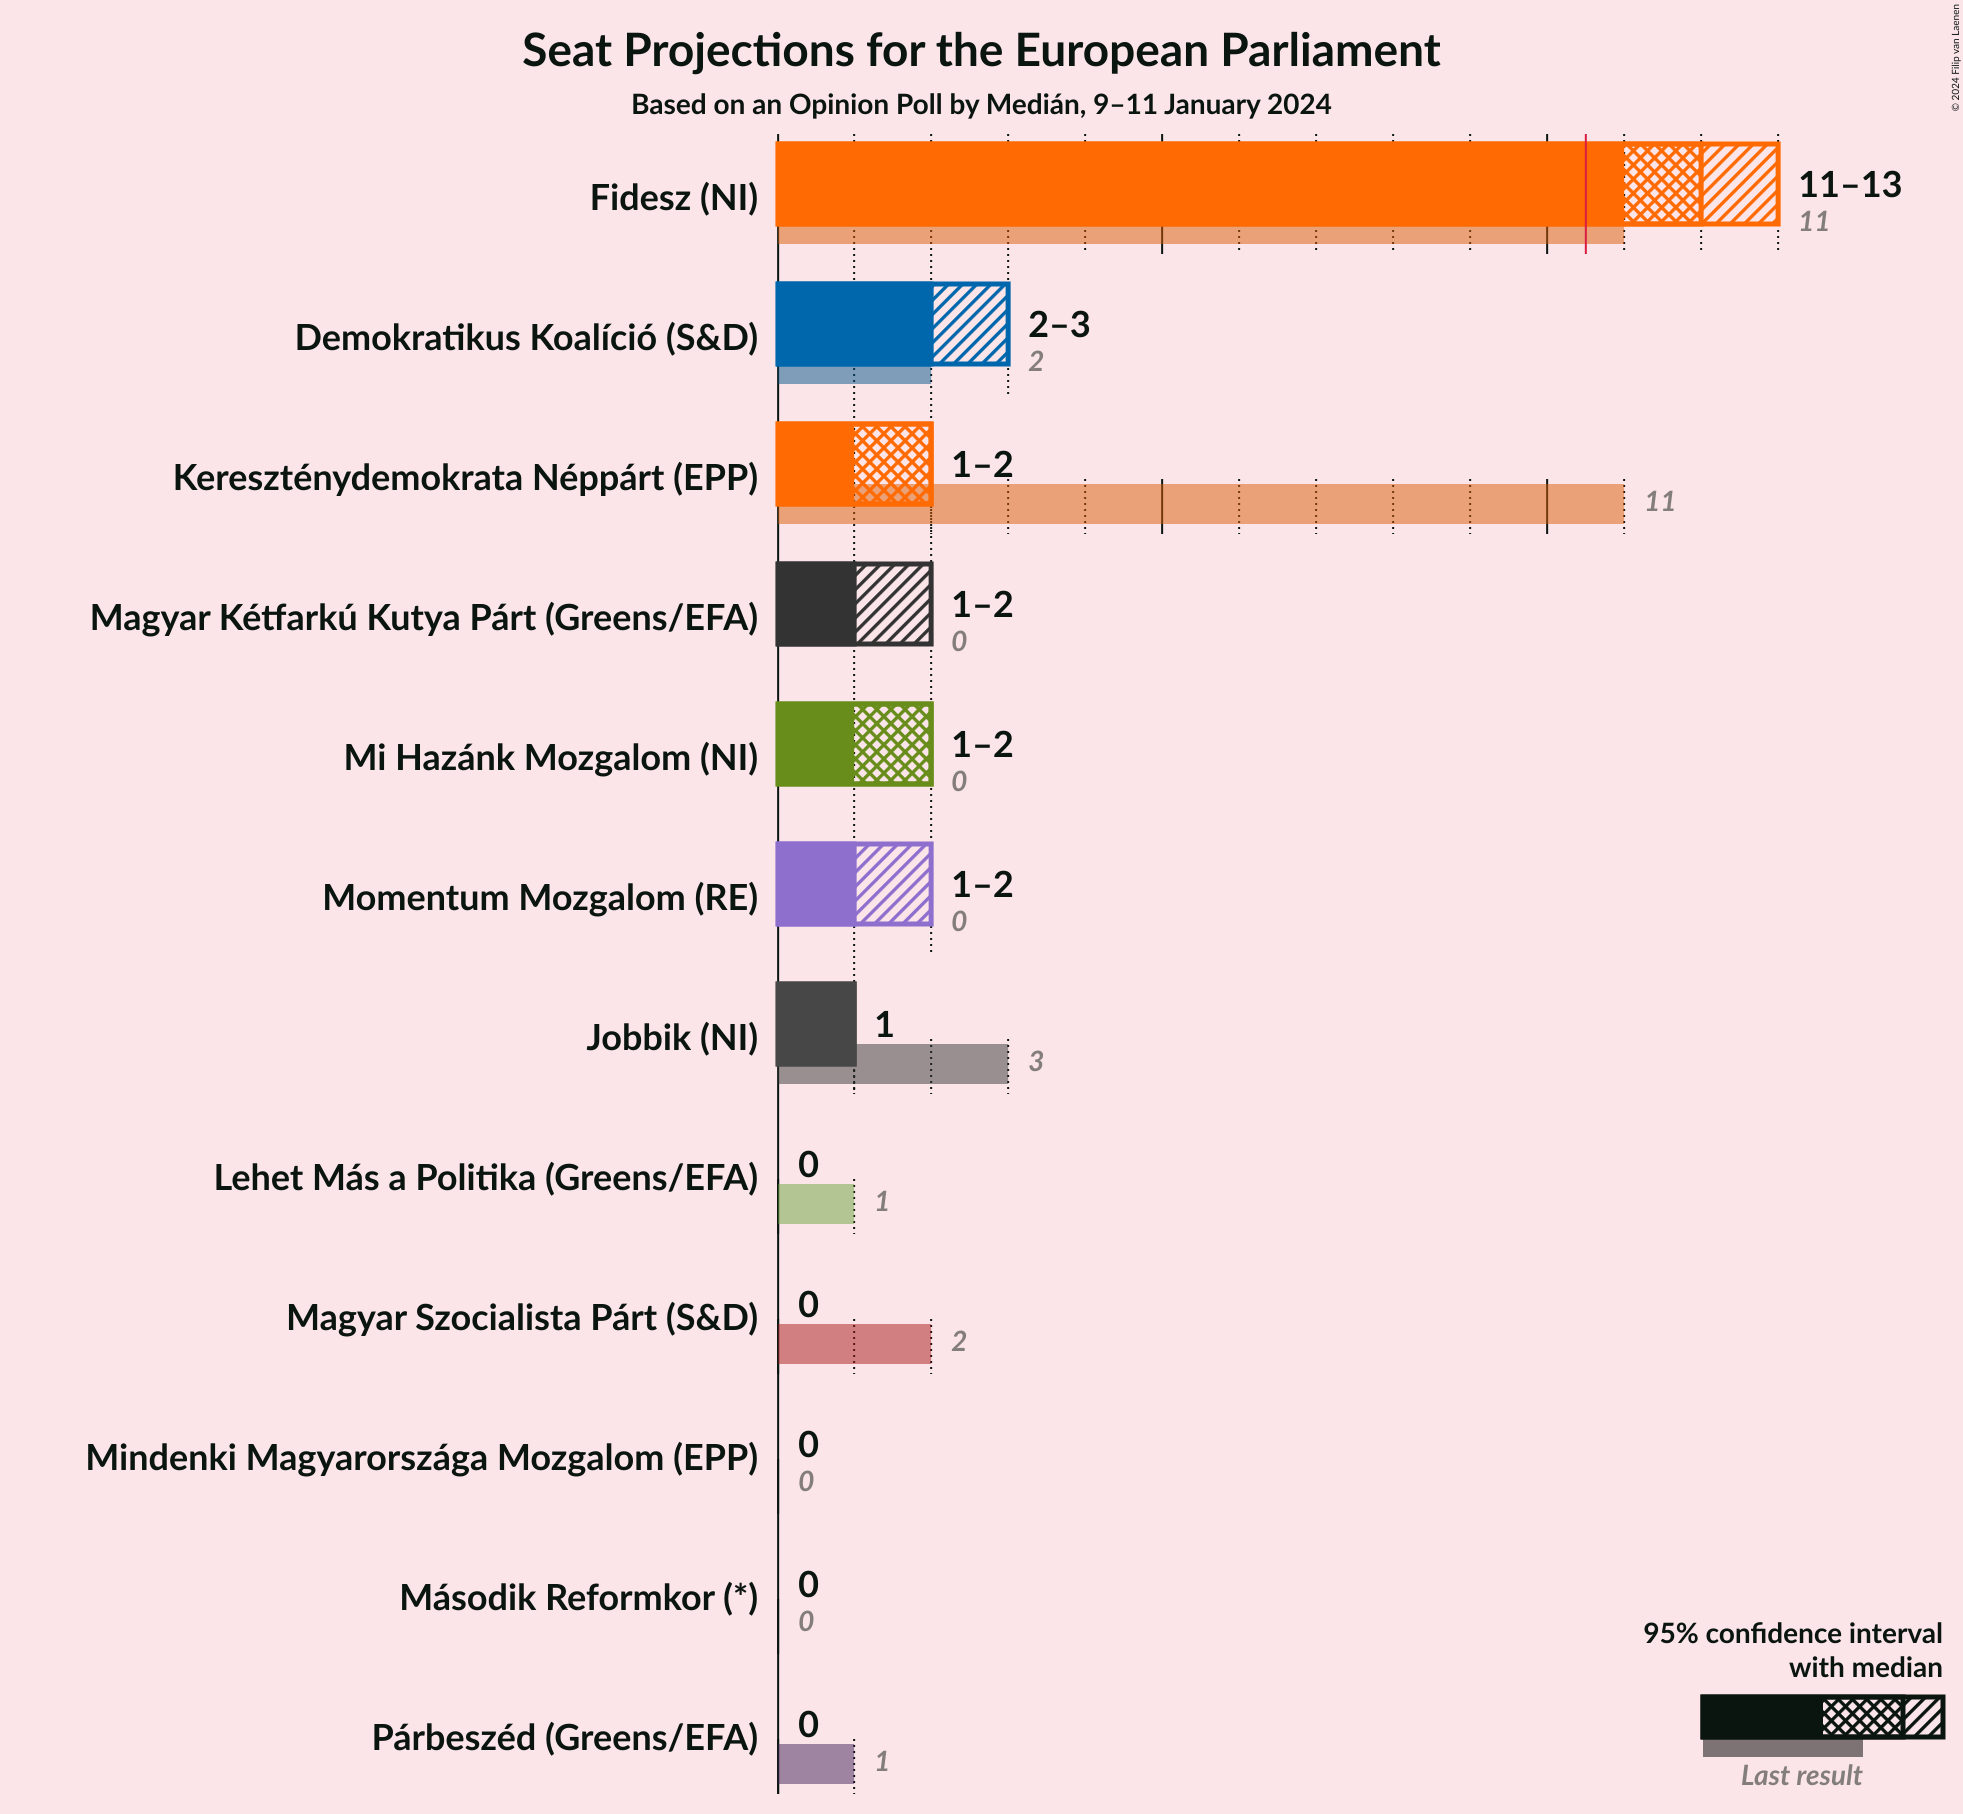 Seat Projections for the European Parliament
Based on an Opinion Poll by Medián, 9–11 January 2024
© 2024 Filip van Laenen
Fidesz (NI)
11–13
11
Demokratikus Koalíció (S&D)
2–3
2
Kereszténydemokrata Néppárt (EPP)
1–2
11
Magyar Kétfarkú Kutya Párt (Greens/EFA)
1–2
0
Mi Hazánk Mozgalom (NI)
1–2
0
Momentum Mozgalom (RE)
1–2
0
Jobbik (NI)
1
3
Lehet Más a Politika (Greens/EFA)
0
1
Magyar Szocialista Párt (S&D)
0
2
Mindenki Magyarországa Mozgalom (EPP)
0
0
Második Reformkor (*)
0
0
Párbeszéd (Greens/EFA)
0
1
95% confidence interval
with median
Last result